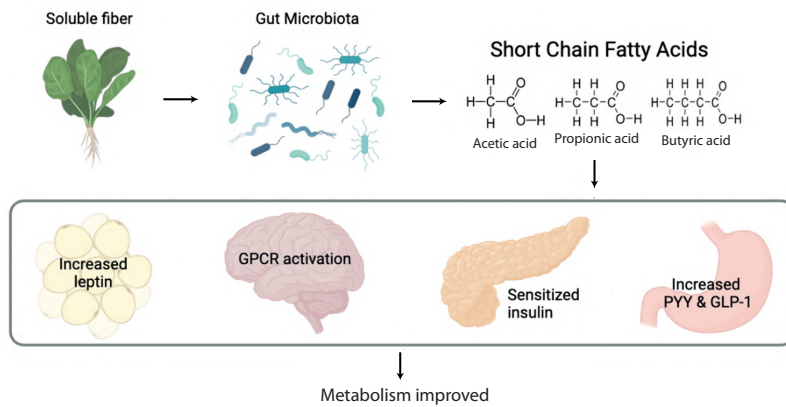 Soluble fiber
Gut Microbiota
Short Chain Fatty Acids
H
H
C
C
O
O
H
H
Acetic acid
H
H
H
C
C
C
O
O
H
H
H
Propionic acid
H
H
H
H
C
C
C
C
O
O
H
H
H
H
Butyric acid
Increased
leptin
GPCR activation
Sensitized
insulin
Increased
PYY & GLP-1
Metabolism improved